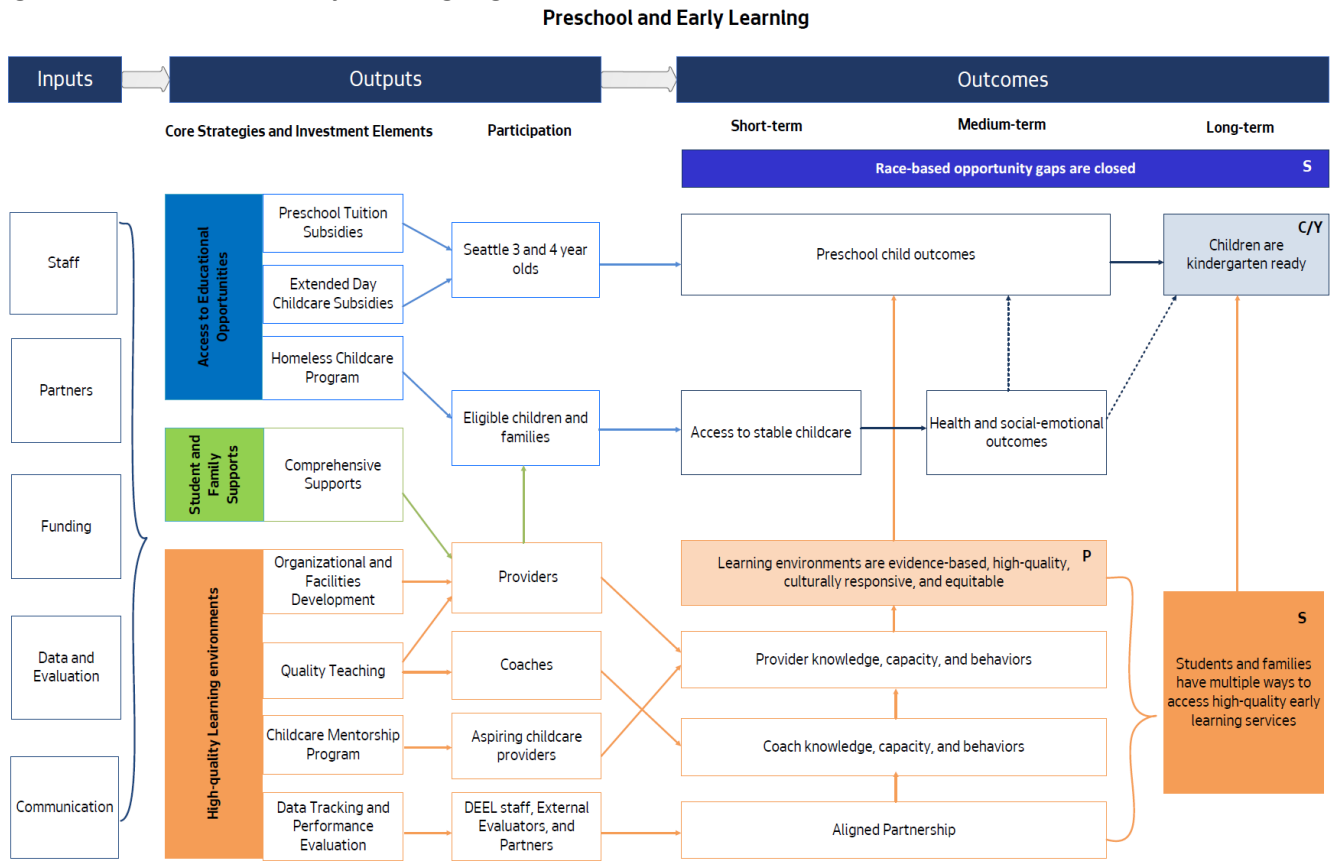 Preschool and Early Learning
Inputs
Outputs
Outcomes
Core Strategies and Investment Elements
Participation
Short-term
Medium-term
Long-term
Race-based opportunity gaps are closed
S
Staff
Partners
Funding
Data and
Evaluation
Communication
Access to Educational
Opportunities
Preschool Tuition
Subsidies
Extended Day
Childcare Subsidies
Homeless Childcare
Program
Student and
Family
Supports
Comprehensive
Supports
High-quality Learning environments
Organizational and
Facilities
Development
Quality Teaching
Childcare Mentorship
Program
Data Tracking and
Performance
Evaluation
Seattle 3 and 4 year
olds
Eligible children and
families
Providers
Coaches
Aspiring childcare
providers
DEEL staff, External
Evaluators, and
Partners
Preschool child outcomes
Access to stable childcare
Health and social-emotional
outcomes
Learning environments are evidence-based, high-quality,
culturally responsive, and equitable
P
Provider knowledge, capacity, and behaviors
Coach knowledge, capacity, and behaviors
Aligned Partnership
C/Y
Children are
kindergarten ready
S
Students and families
have multiple ways to
access high-quality early
learning services